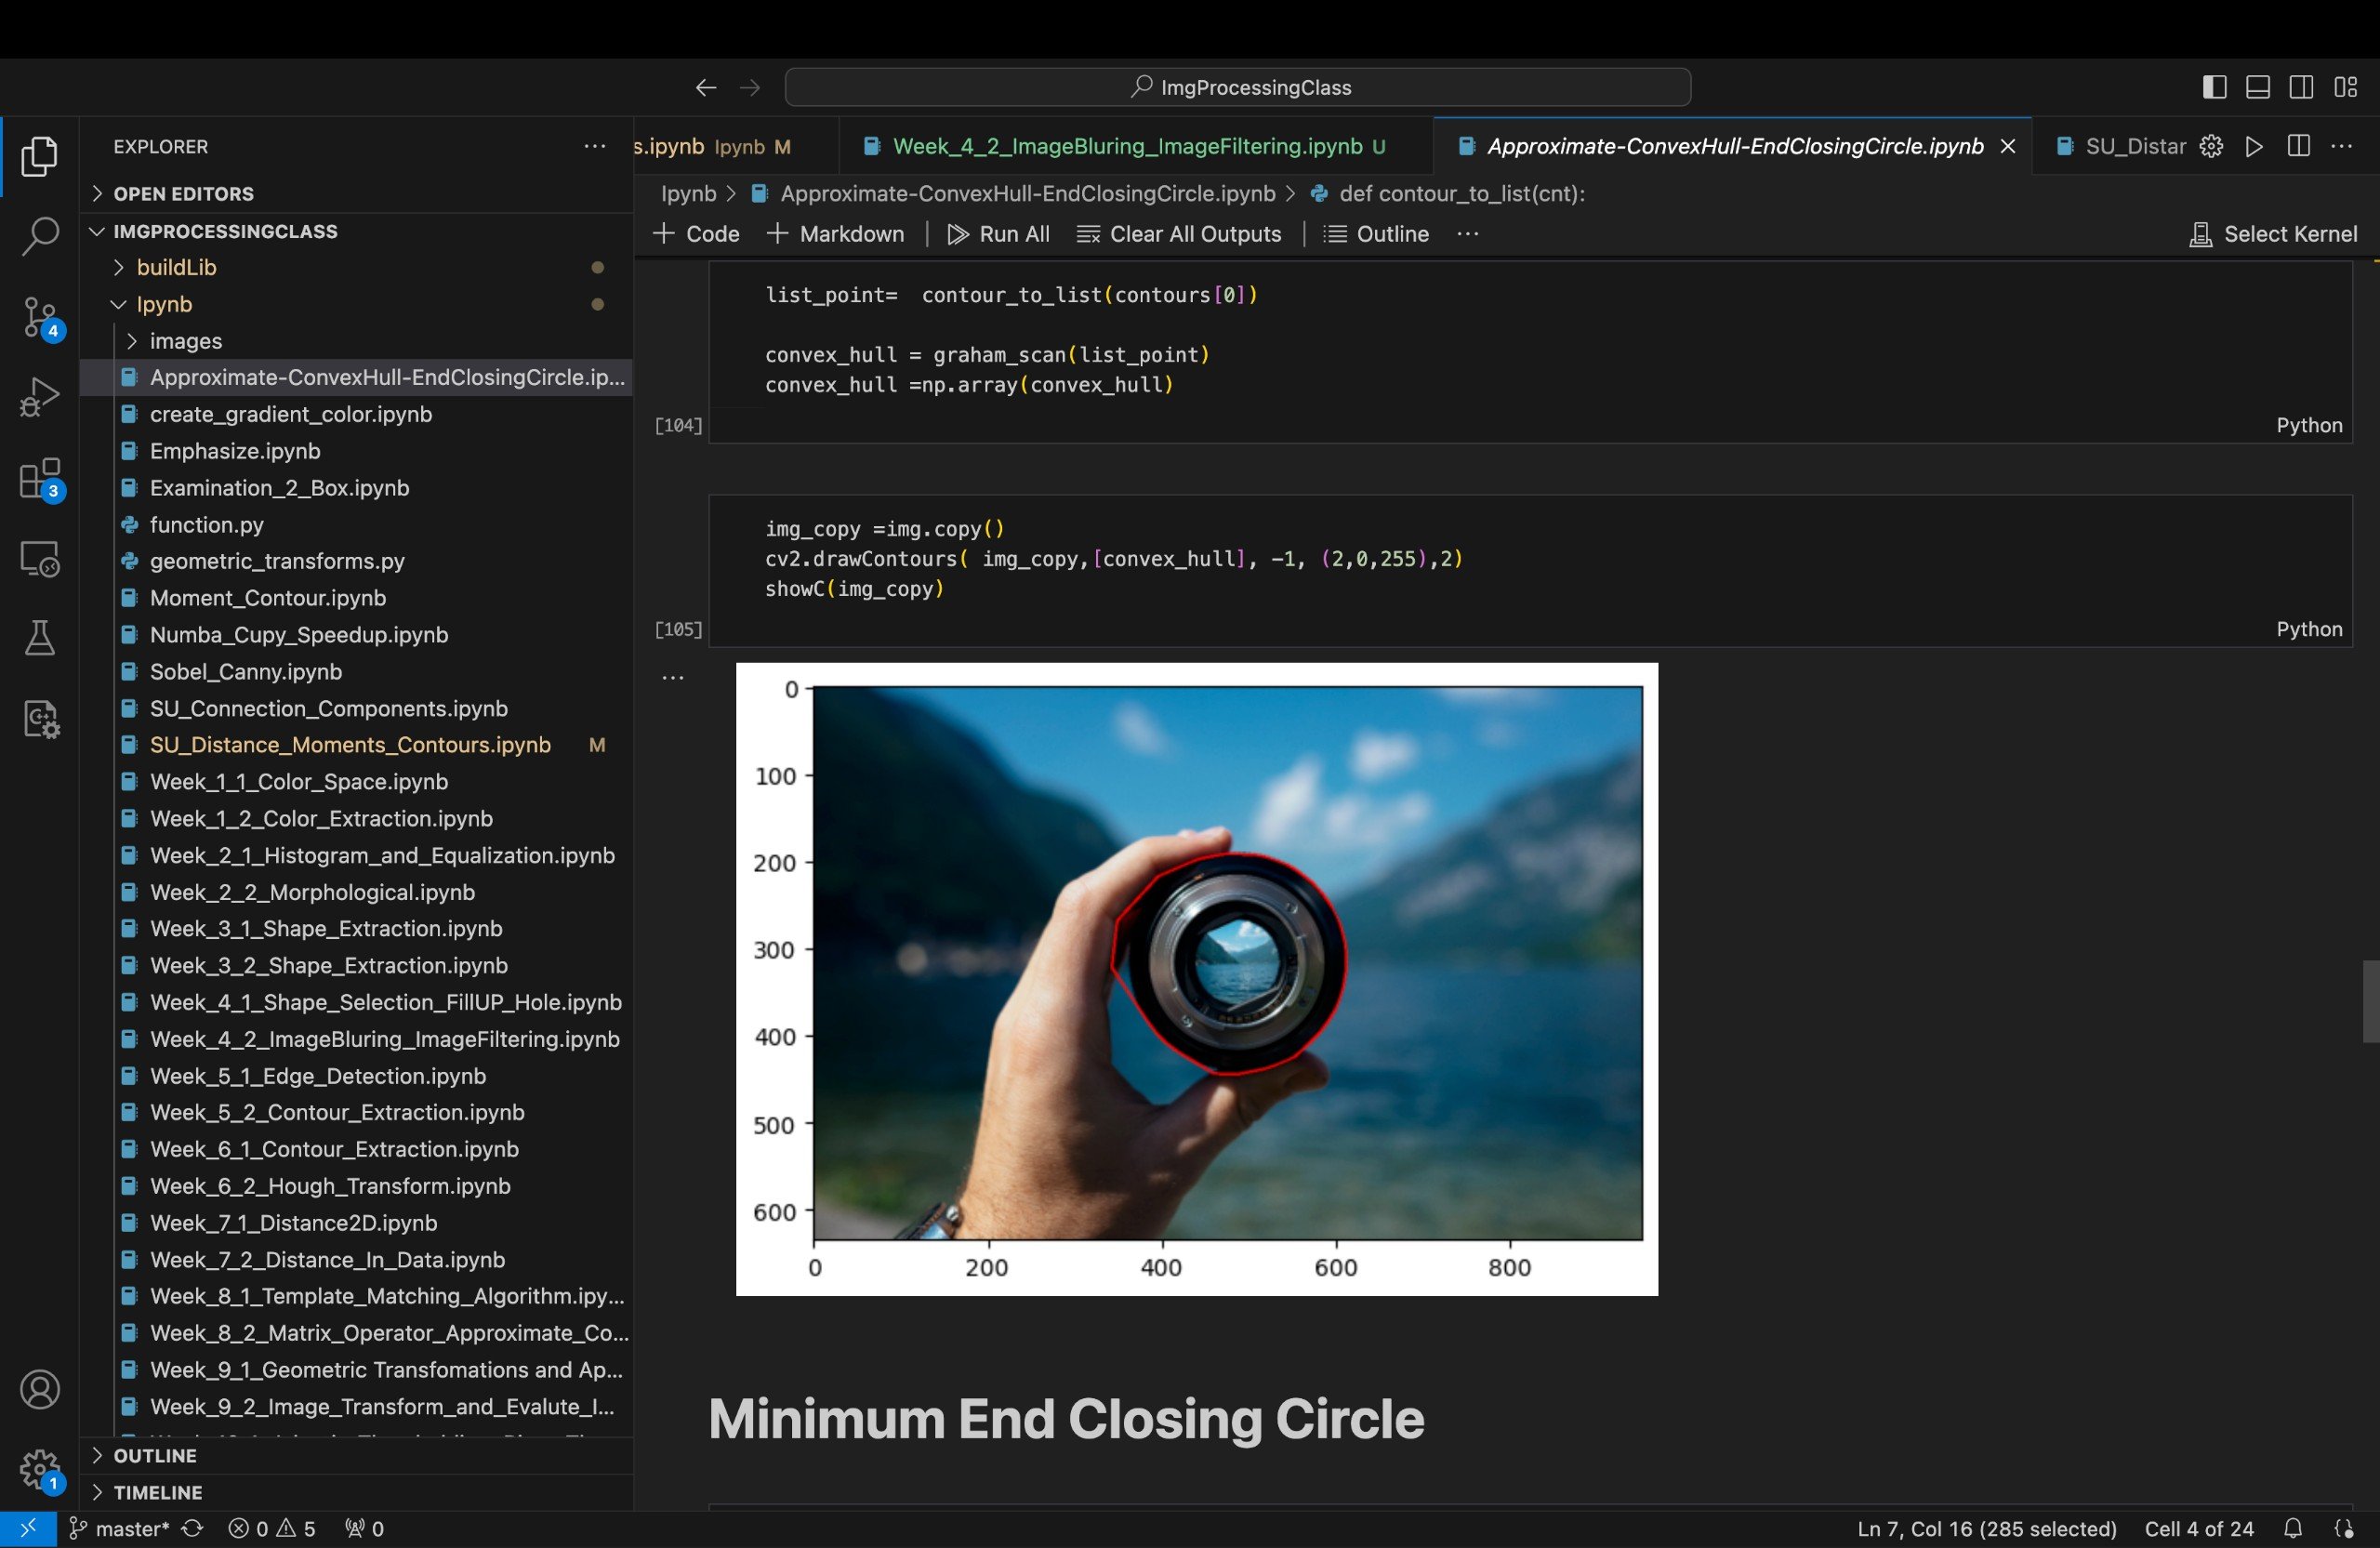 ImgProcessingClass
EXPLORER
OPEN EDITORS
IMGPROCESSINGCLASS
buildLib
Ipynb
images
Approximate-ConvexHull-EndClosingCircle.ip...
create_gradient_color.ipynb
Emphasize.ipynb
Examination_2_Box.ipynb
function.py
geometric_transforms.py
Moment_Contour.ipynb
Numba_Cupy_Speedup.ipynb
Sobel_Canny.ipynb
SU_Connection_Components.ipynb
SU_Distance_Moments_Contours.ipynb M
Week_1_1_Color_Space.ipynb
Week_1_2_Color_Extraction.ipynb
Week_2_1_Histogram_and_Equalization.ipynb
Week_2_2_Morphological.ipynb
Week_3_1_Shape_Extraction.ipynb
Week_3_2_Shape_Extraction.ipynb
Week_4_1_Shape_Selection_FillUP_Hole.ipynb
Week_4_2_ImageBluring_ImageFiltering.ipynb
Week_5_1_Edge_Detection.ipynb
Week_5_2_Contour_Extraction.ipynb
Week_6_1_Contour_Extraction.ipynb
Week_6_2_Hough_Transform.ipynb
Week_7_1_Distance2D.ipynb
Week_7_2_Distance_In_Data.ipynb
Week_8_1_Template_Matching_Algorithm.ipy...
Week_8_2_Matrix_Operator_Approximate_Co...
Week_9_1_Geometric Transfomations and Ap...
Week_9_2_Image_Transform_and_Evalute_I...
OUTLINE
TIMELINE
4
3
1
s.ipynb Ipynb M
Week_4_2_ImageBluring_ImageFiltering.ipynb U
Approximate-ConvexHull-EndClosingCircle.ipynb
SU_Distar
Ipynb > Approximate-ConvexHull-EndClosingCircle.ipynb > def contour_to_list(cnt):
+ Code + Markdown | Run All Clear All Outputs | Outline ... Select Kernel
list_point=  contour_to_list(contours[0])
convex_hull = graham_scan(list_point)
convex_hull =np.array(convex_hull)
[104] Python
img_copy =img.copy()
cv2.drawContours( img_copy,[convex_hull], -1, (2,0,255),2)
showC(img_copy)
[105] Python
0
100
200
300
400
500
600
0 200 400 600 800
Minimum End Closing Circle
master* 0 5 0 Ln 7, Col 16 (285 selected) Cell 4 of 24